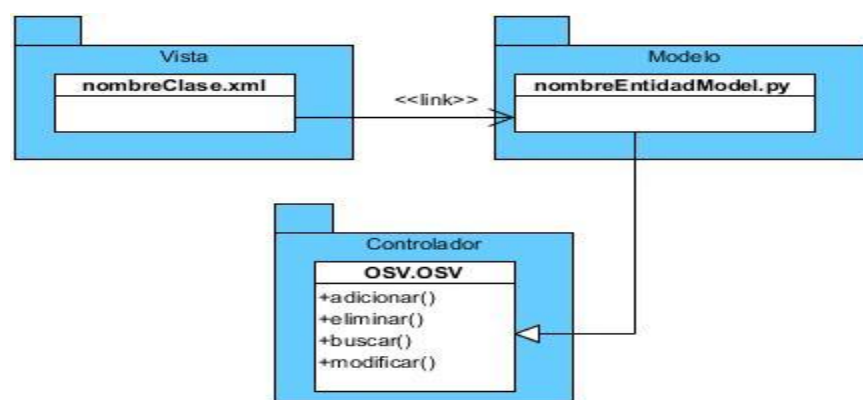 Vista
nombreClase.xml
<<link>>
Modelo
nombreEntidadModel.py
Controlador
OSV.OSV
+adicionar()
+eliminar()
+buscar()
+modificar()